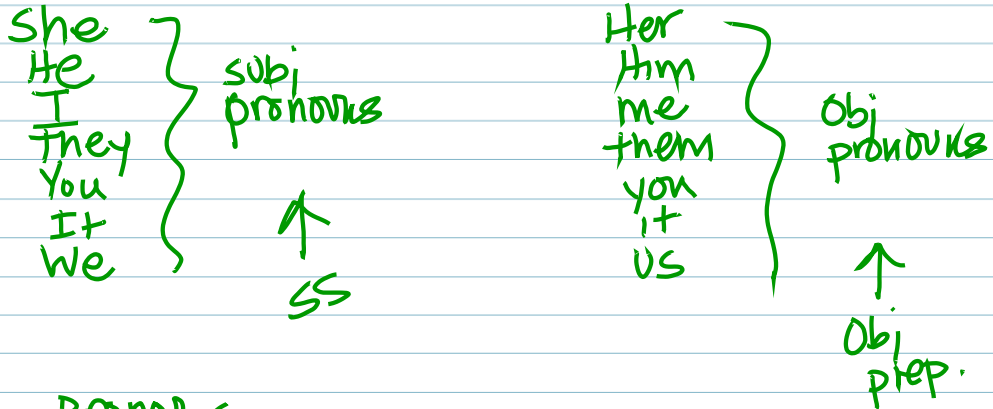 She
He
I
They
You
It
We
subj
pronouns
SS
Her
Him
me
them
you
it
us
Obj
pronouns
Obj
prep.